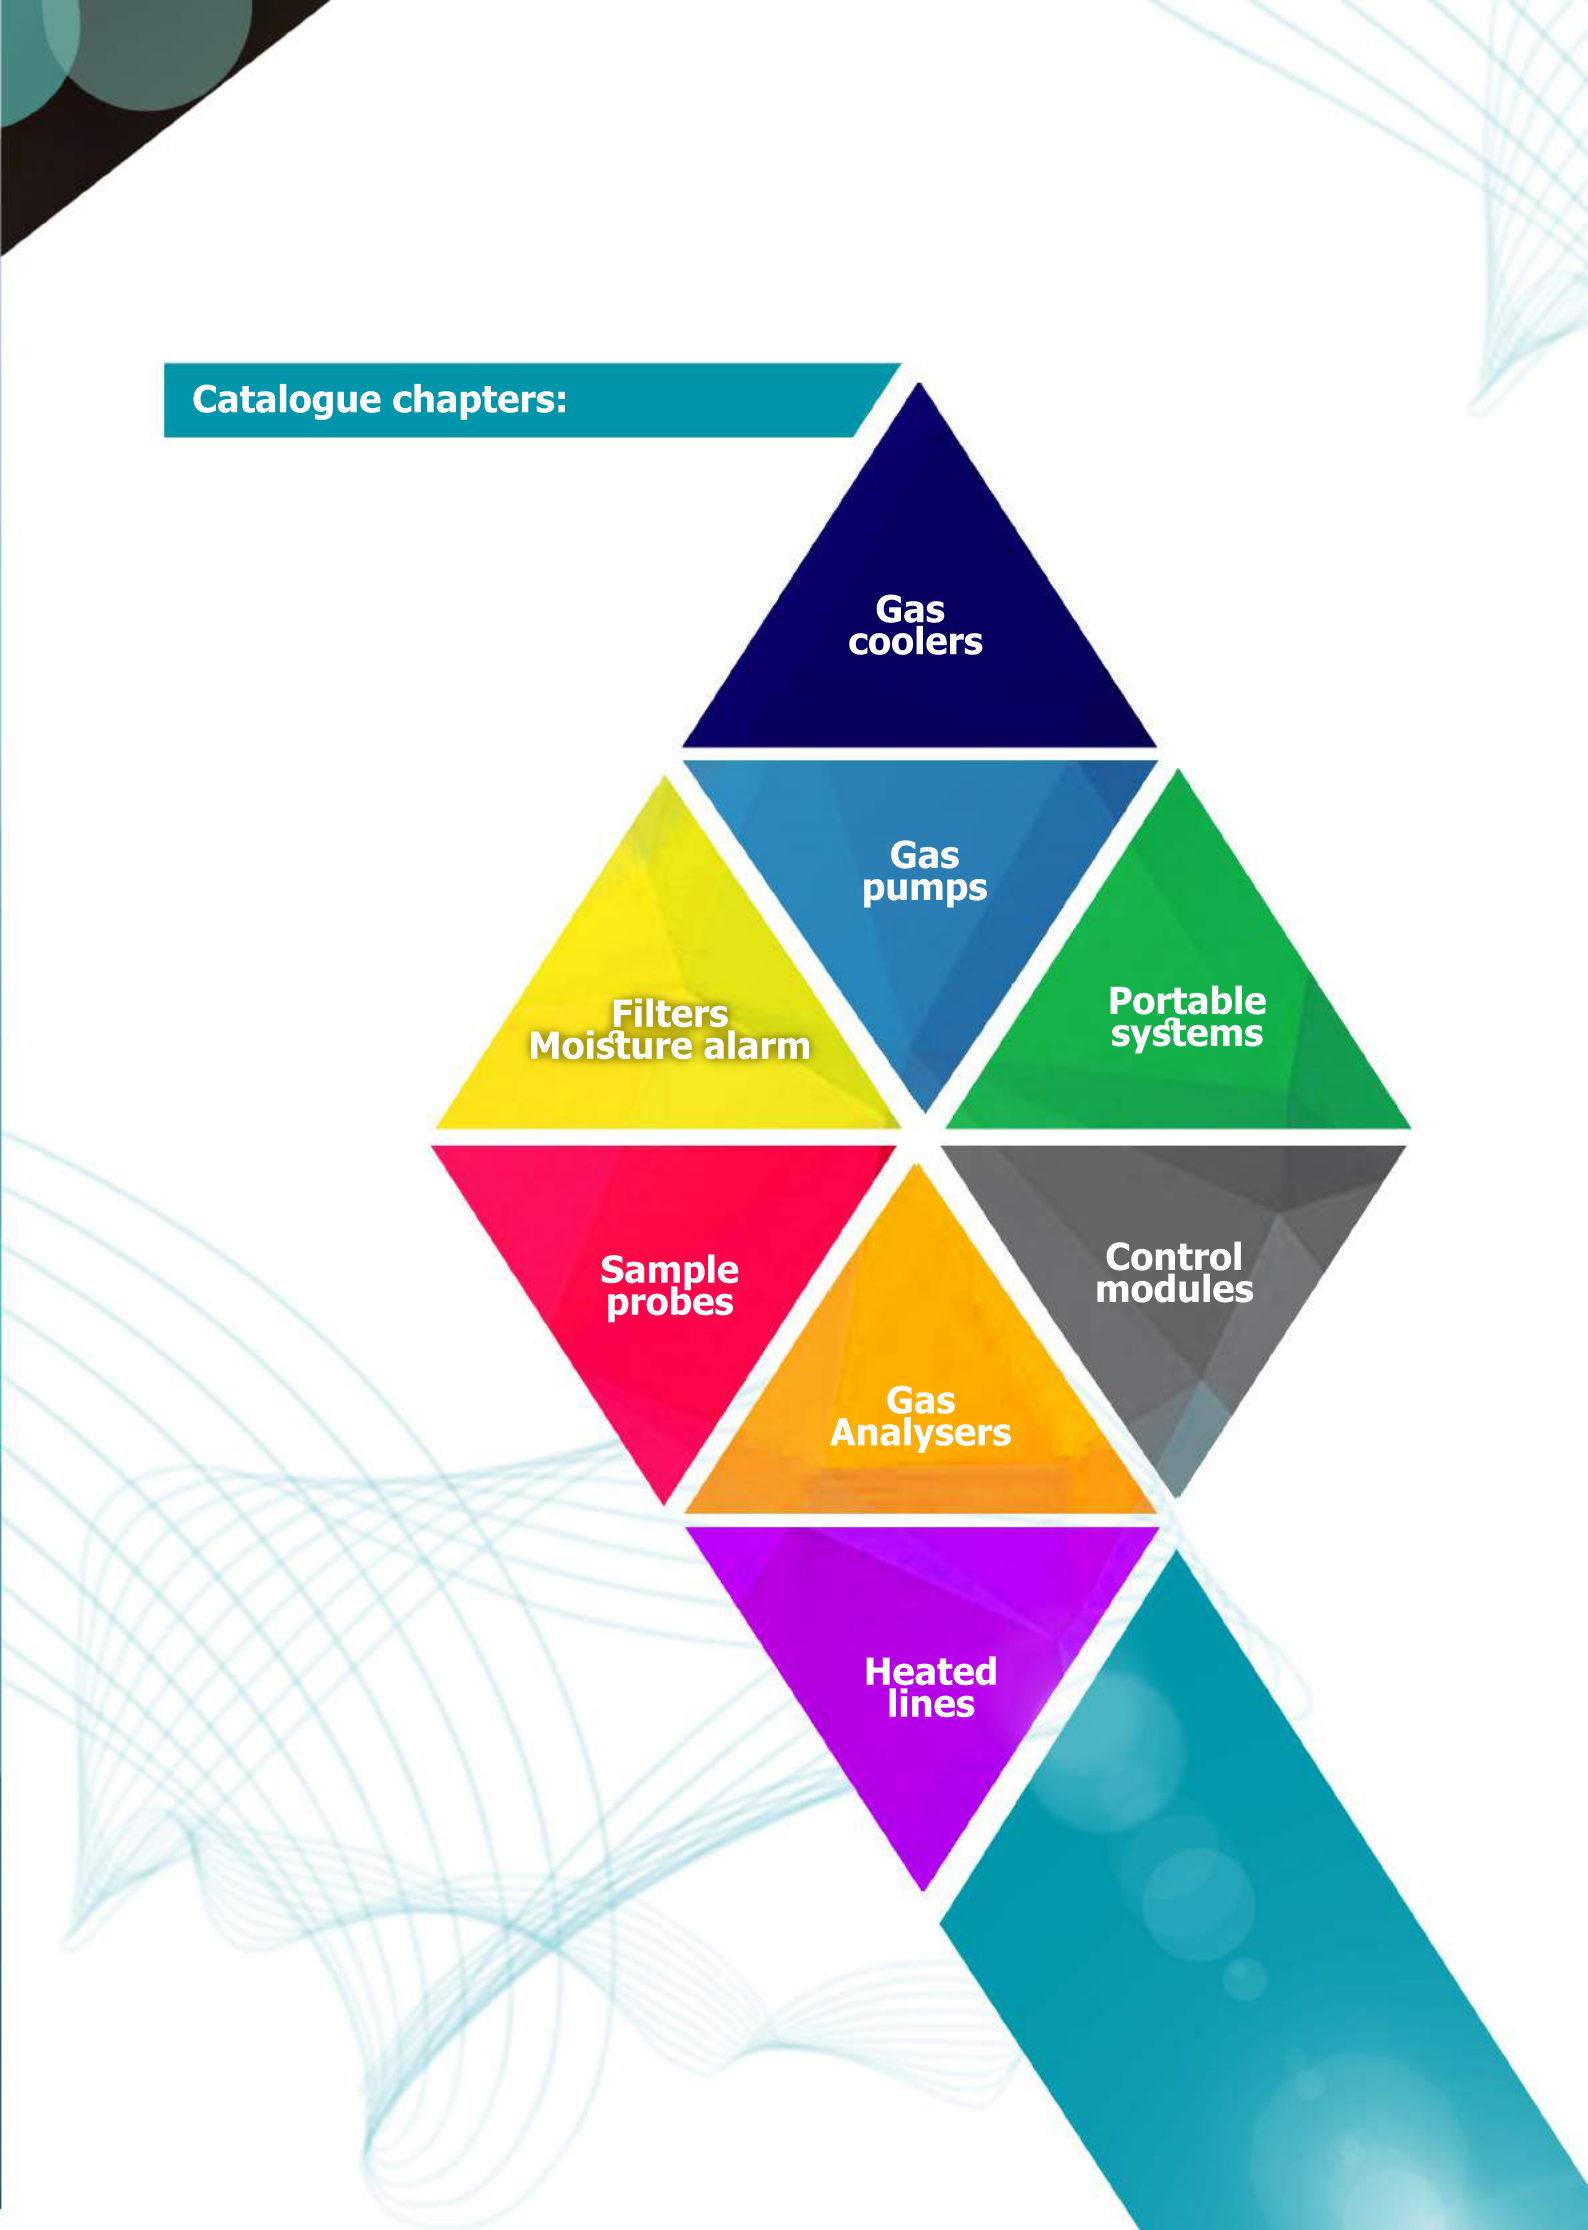 Catalogue chapters:
Gas
coolers
Gas
pumps
Filters
Moisture alarm
Portable
systems
Sample
probes
Control
modules
Gas
Analysers
Heated
lines